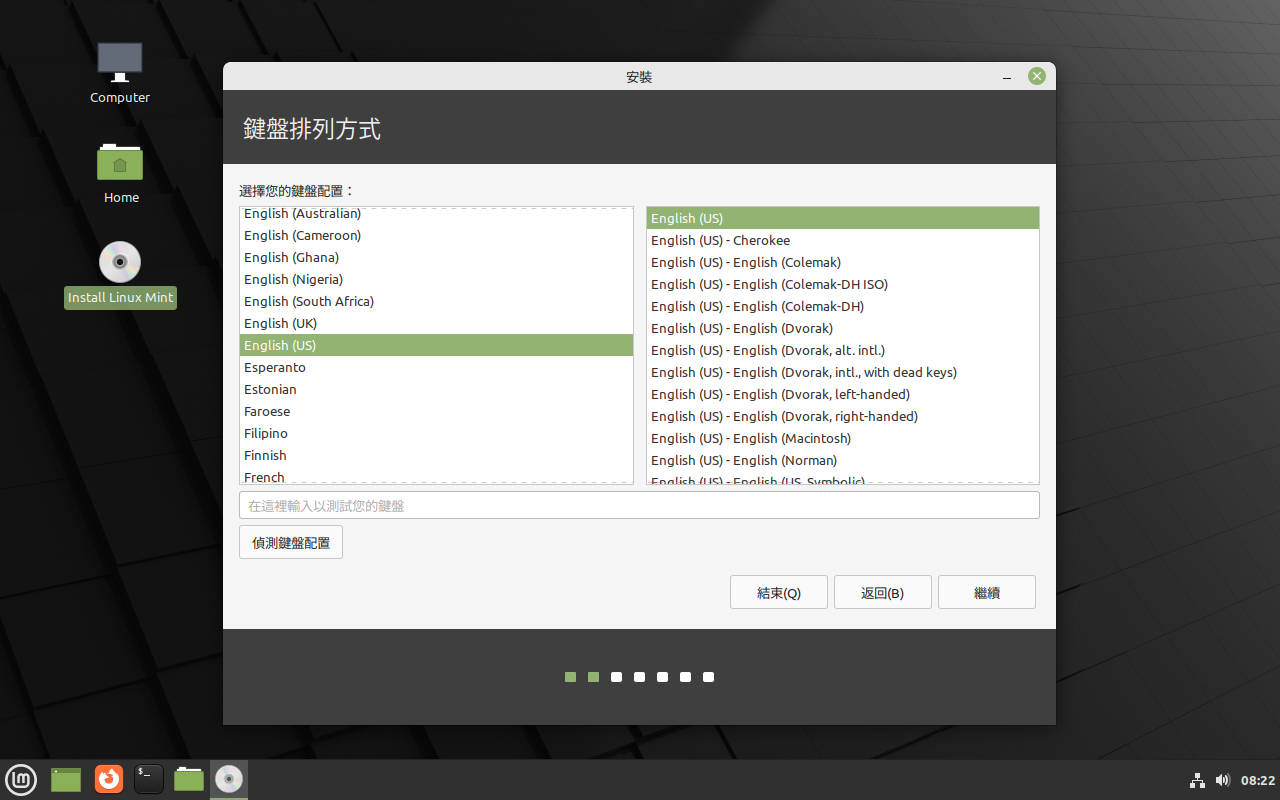 Computer
Home
Install Linux Mint
安裝
鍵盤排列方式
選擇您的鍵盤配置：
English (Australian)
English (Cameroon)
English (Ghana)
English (Nigeria)
English (South Africa)
English (UK)
English (US)
Esperanto
Estonian
Faroese
Filipino
Finnish
French
English (US)
English (US) - Cherokee
English (US) - English (Colemak)
English (US) - English (Colemak-DH ISO)
English (US) - English (Colemak-DH)
English (US) - English (Dvorak)
English (US) - English (Dvorak, alt. intl.)
English (US) - English (Dvorak, intl., with dead keys)
English (US) - English (Dvorak, left-handed)
English (US) - English (Dvorak, right-handed)
English (US) - English (Macintosh)
English (US) - English (Norman)
English (US) - English (US, Symbolic)
在這裡輸入以測試您的鍵盤
偵測鍵盤配置
結束(Q)
返回(B)
繼續
$_
08:22